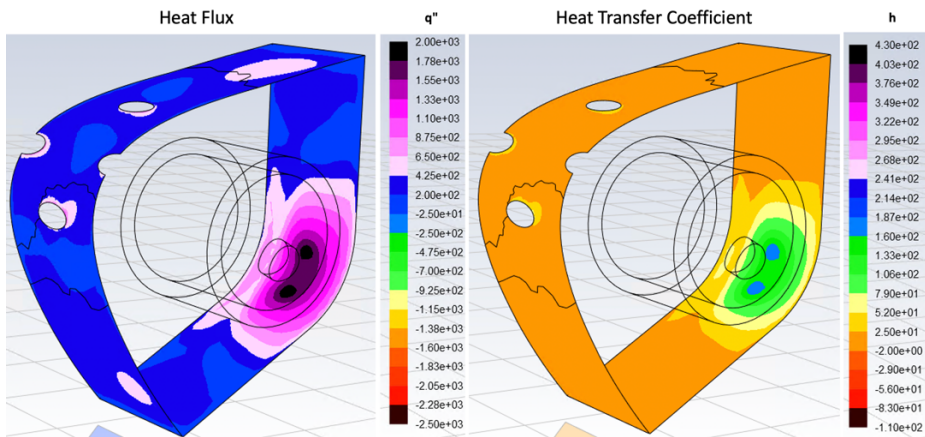 Heat Flux
q"
2.00e+03
1.78e+03
1.55e+03
1.33e+03
1.10e+03
8.75e+02
6.50e+02
4.25e+02
2.00e+02
-2.50e+01
-2.50e+02
-4.75e+02
-7.00e+02
-9.25e+02
-1.15e+03
-1.38e+03
-1.60e+03
-1.83e+03
-2.05e+03
-2.28e+03
-2.50e+03
Heat Transfer Coefficient
h
4.30e+02
4.03e+02
3.76e+02
3.49e+02
3.22e+02
2.95e+02
2.68e+02
2.41e+02
2.14e+02
1.87e+02
1.60e+02
1.33e+02
1.06e+02
7.90e+01
5.20e+01
2.50e+01
-2.00e+00
-2.90e+01
-5.60e+01
-8.30e+01
-1.10e+02